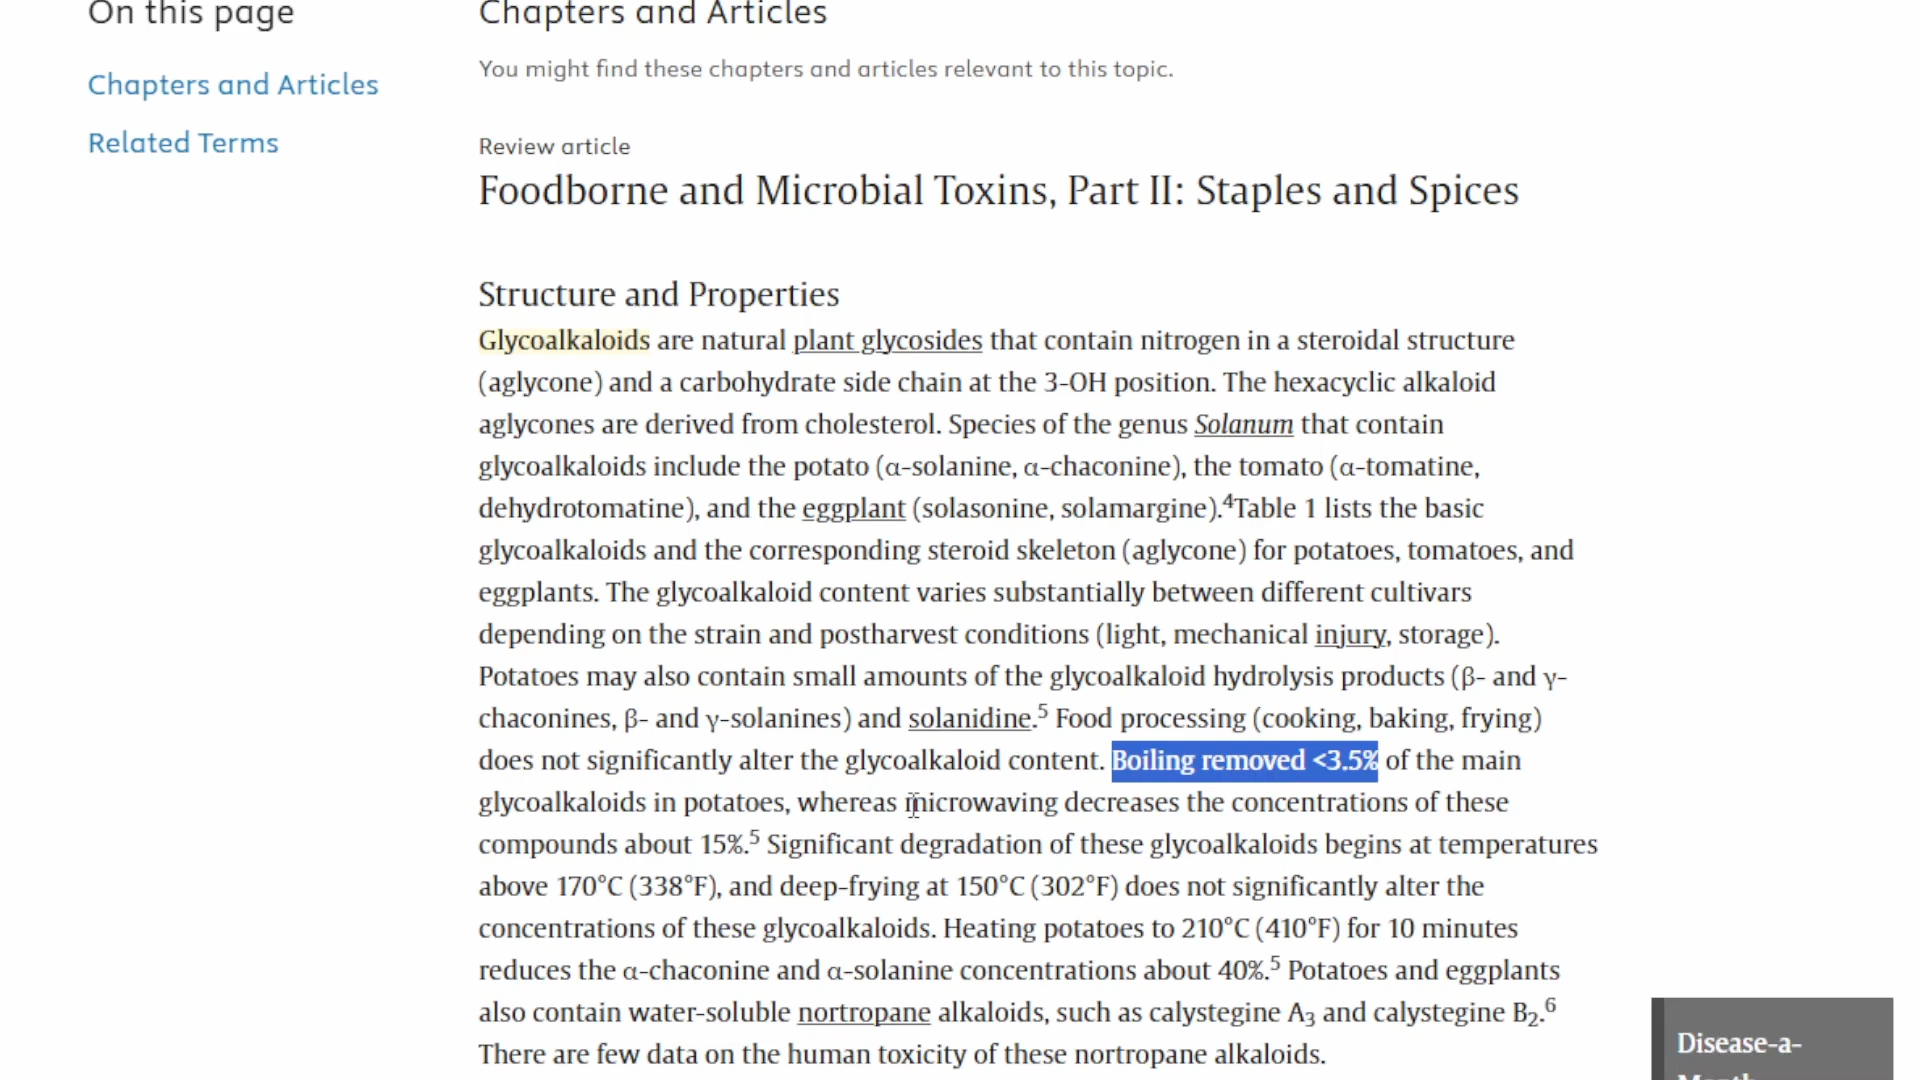 On this page
Chapters and Articles
Related Terms
Chapters and Articles
You might find these chapters and articles relevant to this topic.
Review article
Foodborne and Microbial Toxins, Part II: Staples and Spices
Structure and Properties
Glycoalkaloids are natural plant glycosides that contain nitrogen in a steroidal structure
(aglycone) and a carbohydrate side chain at the 3-OH position. The hexacyclic alkaloid
aglycones are derived from cholesterol. Species of the genus Solanum that contain
glycoalkaloids include the potato (α-solanine, α-chaconine), the tomato (α-tomatine,
dehydrotomatine), and the eggplant (solasonine, solamargine).⁴Table 1 lists the basic
glycoalkaloids and the corresponding steroid skeleton (aglycone) for potatoes, tomatoes, and
eggplants. The glycoalkaloid content varies substantially between different cultivars
depending on the strain and postharvest conditions (light, mechanical injury, storage).
Potatoes may also contain small amounts of the glycoalkaloid hydrolysis products (β- and γ-
chaconines, β- and γ-solanines) and solanidine.⁵ Food processing (cooking, baking, frying)
does not significantly alter the glycoalkaloid content. Boiling removed <3.5% of the main
glycoalkaloids in potatoes, whereas microwaving decreases the concentrations of these
compounds about 15%.⁵ Significant degradation of these glycoalkaloids begins at temperatures
above 170°C (338°F), and deep-frying at 150°C (302°F) does not significantly alter the
concentrations of these glycoalkaloids. Heating potatoes to 210°C (410°F) for 10 minutes
reduces the α-chaconine and α-solanine concentrations about 40%.⁵ Potatoes and eggplants
also contain water-soluble nortropane alkaloids, such as calystegine A₃ and calystegine B₂.⁶
There are few data on the human toxicity of these nortropane alkaloids.
Disease-a-